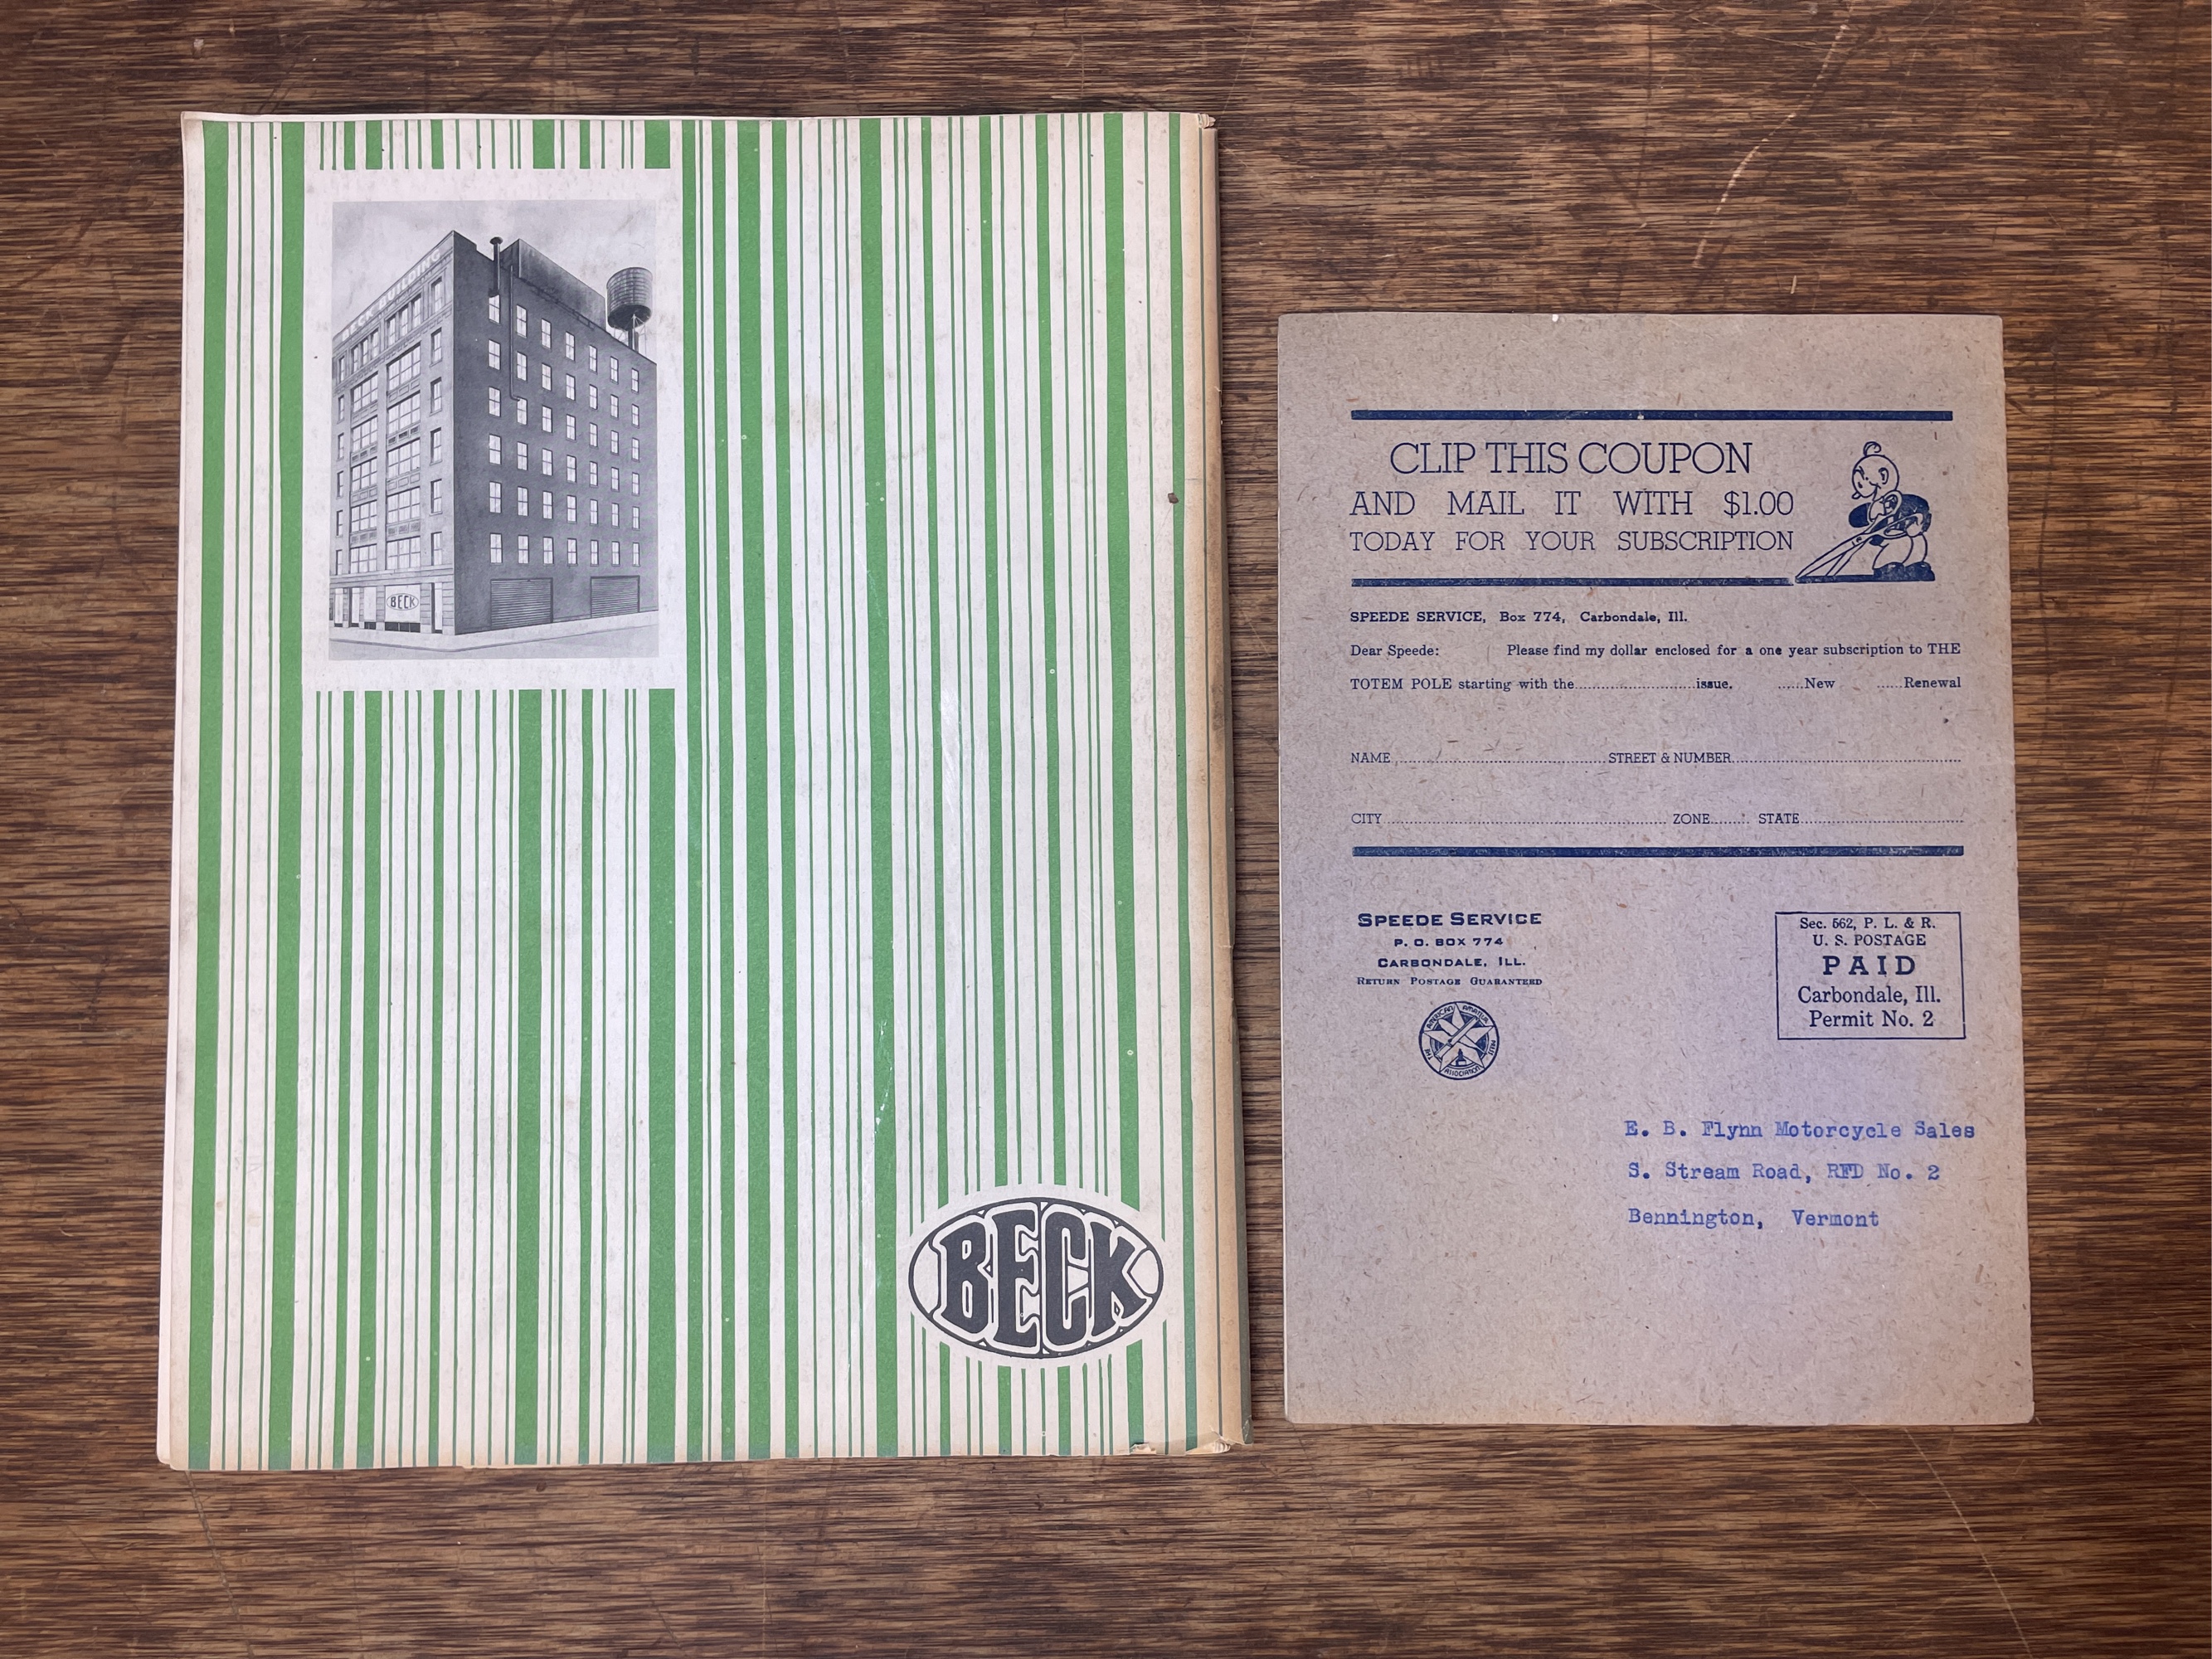 BECK BUILDING
BECK
BECK
CLIP THIS COUPON
AND MAIL IT WITH $1.00
TODAY FOR YOUR SUBSCRIPTION
SPEEDE SERVICE, Box 774, Carbondale, Ill.
Dear Speede: Please find my dollar enclosed for a one year subscription to THE
TOTEM POLE starting with the........................issue. ......New ......Renewal
NAME..................................................STREET & NUMBER..................................................
CITY............................................................ZONE........ STATE....................................
SPEEDE SERVICE
P. O. BOX 774
CARBONDALE, ILL.
RETURN POSTAGE GUARANTEED
AMERICAN AMATEUR
ASSOCIATION
Sec. 562, P. L. & R.
U. S. POSTAGE
PAID
Carbondale, Ill.
Permit No. 2
E. B. Flynn Motorcycle Sales
S. Stream Road, RFD No. 2
Bennington, Vermont